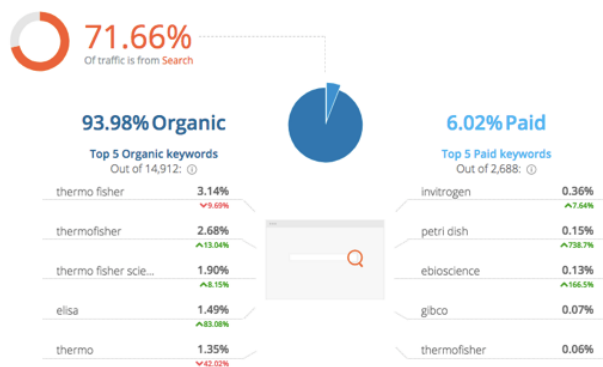 71.66%
Of traffic is from Search
93.98% Organic
Top 5 Organic keywords
Out of 14,912:
thermo fisher 3.14%
9.69%
thermofisher 2.68%
13.04%
thermo fisher scie... 1.90%
8.15%
elisa 1.49%
83.08%
thermo 1.35%
42.02%
6.02% Paid
Top 5 Paid keywords
Out of 2,688:
invitrogen 0.36%
7.64%
petri dish 0.15%
738.7%
ebioscience 0.13%
166.5%
gibco 0.07%
thermofisher 0.06%